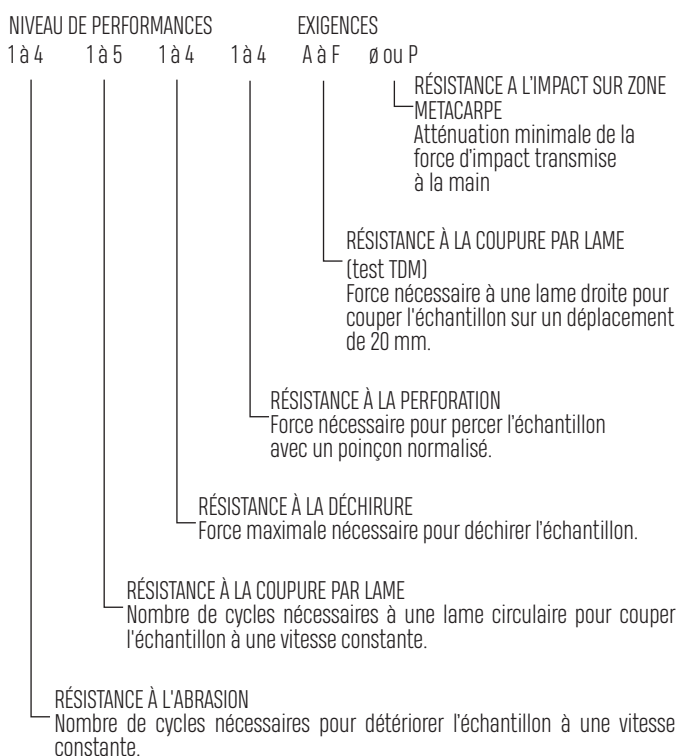 NIVEAU DE PERFORMANCES EXIGENCES
1 à 4 1 à 5 1 à 4 1 à 4 A à F ø ou P
RÉSISTANCE A L'IMPACT SUR ZONE
METACARPE
Atténuation minimale de la
force d'impact transmise
à la main
RÉSISTANCE À LA COUPURE PAR LAME
(test TDM)
Force nécessaire à une lame droite pour
couper l'échantillon sur un déplacement
de 20 mm.
RÉSISTANCE À LA PERFORATION
Force nécessaire pour percer l'échantillon
avec un poinçon normalisé.
RÉSISTANCE À LA DÉCHIRURE
Force maximale nécessaire pour déchirer l'échantillon.
RÉSISTANCE À LA COUPURE PAR LAME
Nombre de cycles nécessaires à une lame circulaire pour couper
l'échantillon à une vitesse constante.
RÉSISTANCE À L'ABRASION
Nombre de cycles nécessaires pour détériorer l'échantillon à une vitesse
constante.